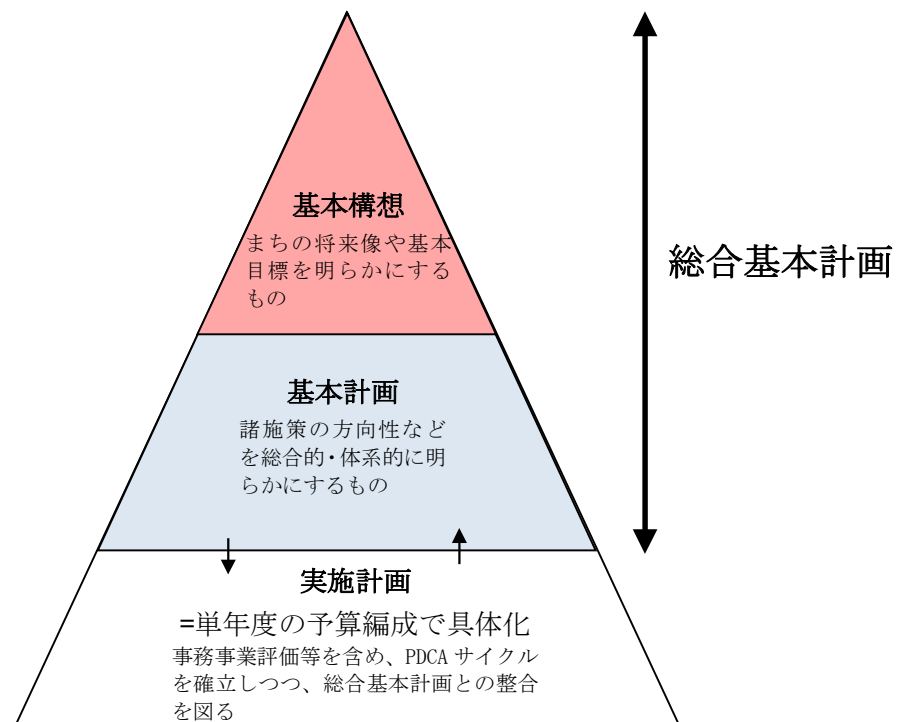 基本構想
まちの将来像や基本
目標を明らかにする
もの
総合基本計画
基本計画
諸施策の方向性など
を総合的・体系的に明
らかにするもの
実施計画
=単年度の予算編成で具体化
事務事業評価等を含め、PDCA サイクル
を確立しつつ、総合基本計画との整合
を図る